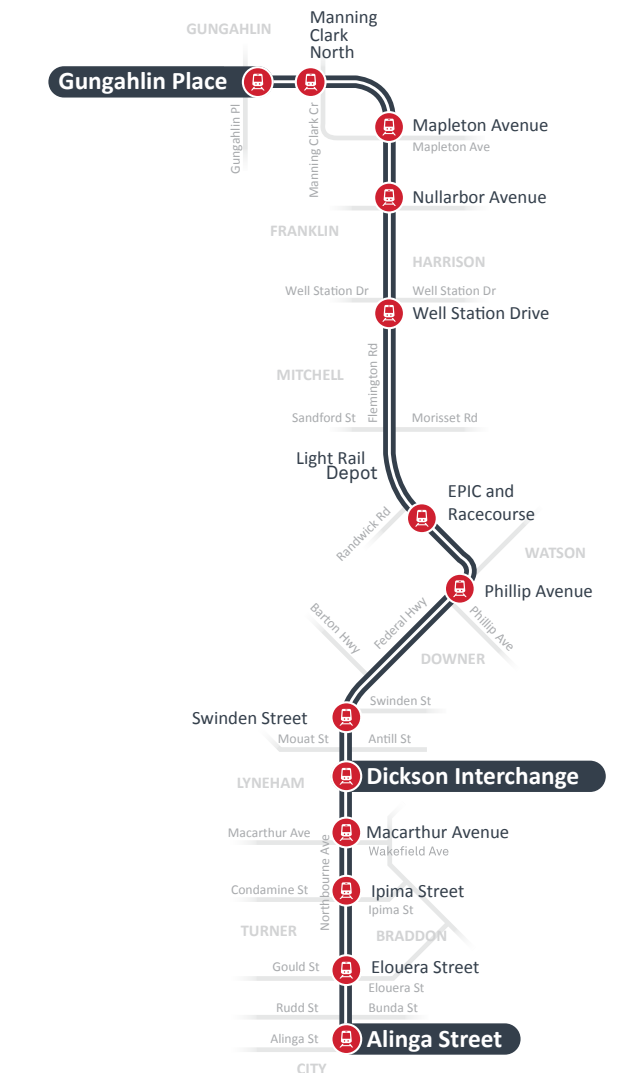 Manning
Clark
North
GUNGAHLIN
Gungahlin Place
Gungahlin Pl
Manning Clark Cr
Mapleton Avenue
Mapleton Ave
Nullarbor Avenue
FRANKLIN
HARRISON
Well Station Dr
Well Station Dr
Well Station Drive
Flemington Rd
MITCHELL
Sandford St
Morisset Rd
Light Rail
Depot
EPIC and
Racecourse
Randwick Rd
WATSON
Phillip Avenue
Phillip Ave
Federal Hwy
Barton Hwy
DOWNER
Swinden St
Swinden Street
Mouat St
Antill St
Dickson Interchange
LYNEHAM
Macarthur Ave
Macarthur Avenue
Wakefield Ave
Northbourne Ave
Condamine St
Ipima Street
Ipima St
TURNER
BRADDON
Gould St
Elouera Street
Elouera St
Rudd St
Bunda St
Alinga St
Alinga Street
CITY